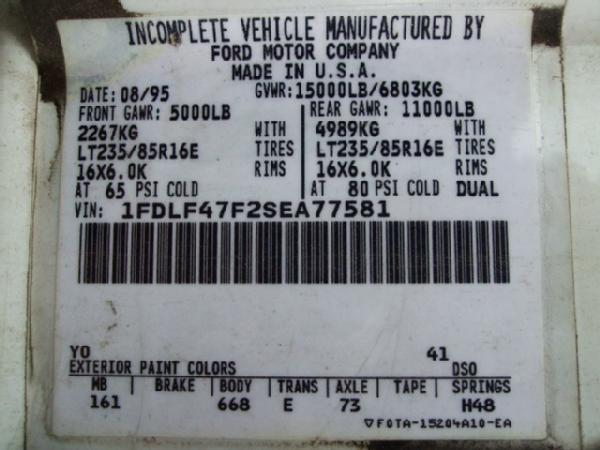 INCOMPLETE VEHICLE MANUFACTURED BY
FORD MOTOR COMPANY
MADE IN U.S.A.
DATE: 08/95 GVWR: 15000LB/6803KG
FRONT GAWR: 5000LB REAR GAWR: 11000LB
2267KG WITH 4989KG WITH
LT235/85R16E TIRES LT235/85R16E TIRES
16X6.0K RIMS 16X6.0K RIMS
AT 65 PSI COLD AT 80 PSI COLD DUAL
VIN: 1FDLF47F2SEA77581
YO 41
EXTERIOR PAINT COLORS DSO
MB BRAKE BODY TRANS AXLE TAPE SPRINGS
161 668 E 73 H48
▽FOTA-15204A10-EA